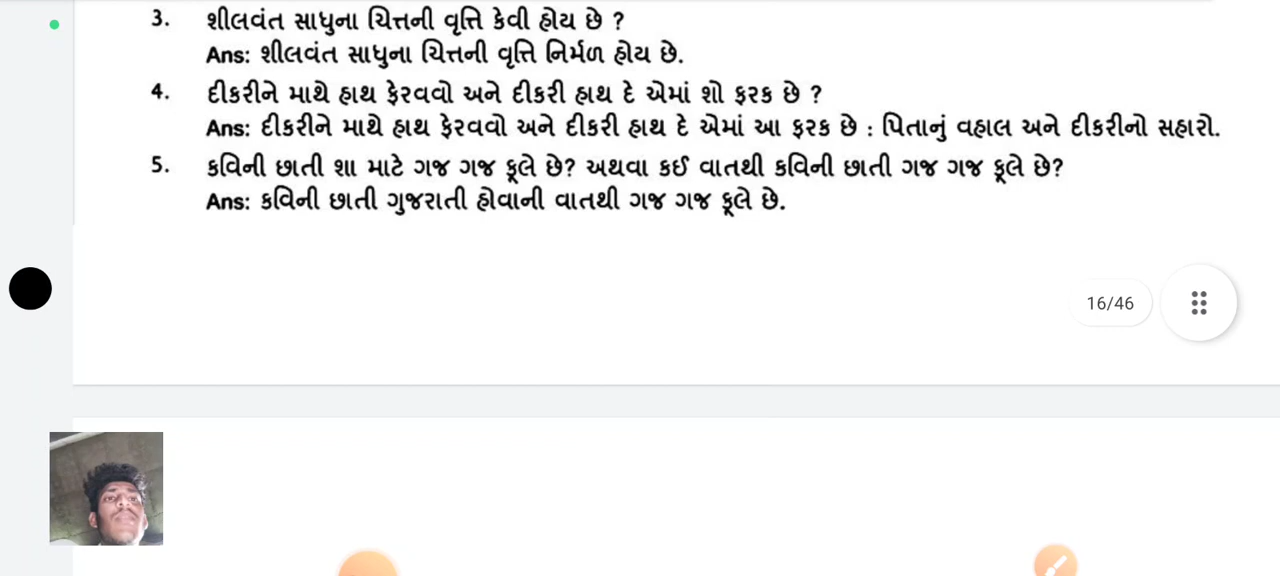 3. શીલવંત સાધુના ચિત્તની વૃત્તિ કેવી હોય છે ?
Ans: શીલવંત સાધુના ચિત્તની વૃત્તિ નિર્મળ હોય છે.
4. દીકરીને માથે હાથ ફેરવવો અને દીકરી હાથ દે એમાં શો ફરક છે ?
Ans: દીકરીને માથે હાથ ફેરવવો અને દીકરી હાથ દે એમાં આ ફરક છે : પિતાનું વહાલ અને દીકરીનો સહારો.
5. કવિની છાતી શા માટે ગજ ગજ ફૂલે છે? અથવા કઈ વાતથી કવિની છાતી ગજ ગજ ફૂલે છે?
Ans: કવિની છાતી ગુજરાતી હોવાની વાતથી ગજ ગજ ફૂલે છે.
16/46